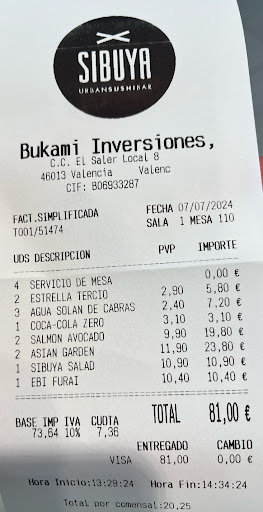 SIBUYA
URBANSUSHIBAR
Bukami Inversiones,
C.C. El Saler Local 8
46013 Valencia Valenc
CIF: B06933287
FACT.SIMPLIFICADA FECHA 07/07/2024
T001/51474 SALA 1 MESA 110
UDS DESCRIPCION PVP IMPORTE
4 SERVICIO DE MESA 0,00 €
2 ESTRELLA TERCIO 2,90 5,80 €
3 AGUA SOLAN DE CABRAS 2,40 7,20 €
1 COCA-COLA ZERO 3,10 3,10 €
2 SALMON AVOCADO 9,90 19,80 €
2 ASIAN GARDEN 11,90 23,80 €
1 SIBUYA SALAD 10,90 10,90 €
1 EBI FURAI 10,40 10,40 €
BASE IMP IVA CUOTA TOTAL 81,00 €
73,64 10% 7,36
ENTREGADO CAMBIO
VISA 81,00 0,00 €
Hora Inicio:13:29:24 Hora Fin:14:34:24
Total por comensal:20,25